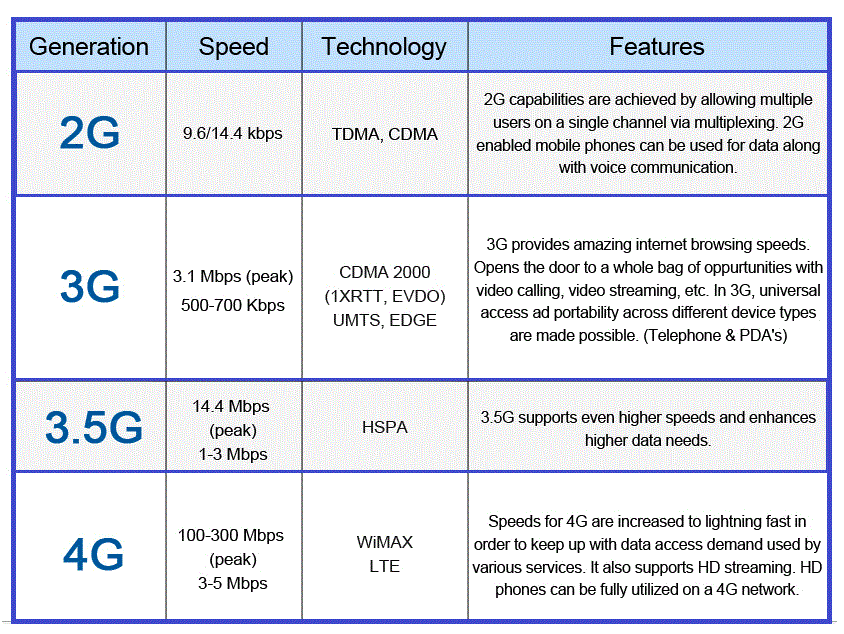 Generation Speed Technology Features
2G
9.6/14.4 kbps
TDMA, CDMA
2G capabilities are achieved by allowing multiple
users on a single channel via multiplexing. 2G
enabled mobile phones can be used for data along
with voice communication.
3G
3.1 Mbps (peak)
500-700 Kbps
CDMA 2000
(1XRTT, EVDO)
UMTS, EDGE
3G provides amazing internet browsing speeds.
Opens the door to a whole bag of oppurtunities with
video calling, video streaming, etc. In 3G, universal
access ad portability across different device types
are made possible. (Telephone & PDA's)
3.5G
14.4 Mbps
(peak)
1-3 Mbps
HSPA
3.5G supports even higher speeds and enhances
higher data needs.
4G
100-300 Mbps
(peak)
3-5 Mbps
WiMAX
LTE
Speeds for 4G are increased to lightning fast in
order to keep up with data access demand used by
various services. It also supports HD streaming. HD
phones can be fully utilized on a 4G network.